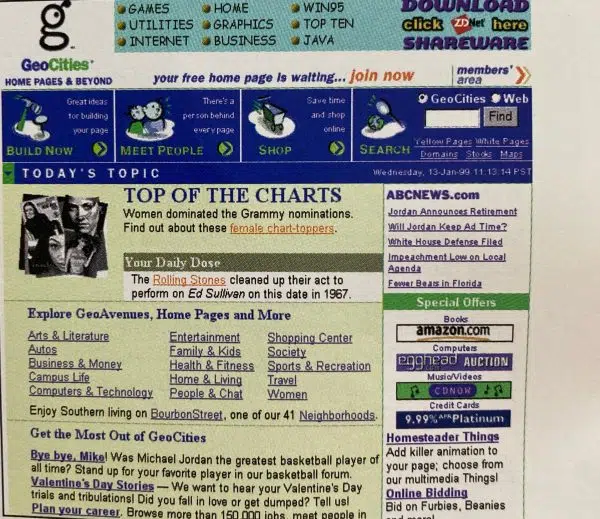 GAMES
HOME
WIN95
UTILITIES
GRAPHICS
TOP TEN
INTERNET
BUSINESS
JAVA
DOWNLOAD
click ZDNet here
SHAREWARE
GeoCities
HOME PAGES & BEYOND
your free home page is waiting... join now
members' area
Great ideas
for building
your page
BUILD NOW
There's a
person behind
every page
MEET PEOPLE
Save time
and shop
online
SHOP
SEARCH
GeoCities Web
Find
Yellow Pages White Pages
Domains Stocks Maps
TODAY'S TOPIC
Wednesday, 13-Jan-99 11:13:14 PST
TOP OF THE CHARTS
Women dominated the Grammy nominations.
Find out about these female chart-toppers.
Your Daily Dose
The Rolling Stones cleaned up their act to
perform on Ed Sullivan on this date in 1967.
Explore GeoAvenues, Home Pages and More
Arts & Literature
Autos
Business & Money
Campus Life
Computers & Technology
Entertainment
Family & Kids
Health & Fitness
Home & Living
People & Chat
Shopping Center
Society
Sports & Recreation
Travel
Women
Enjoy Southern living on BourbonStreet, one of our 41 Neighborhoods.
Get the Most Out of GeoCities
Bye bye, Mike! Was Michael Jordan the greatest basketball player of
all time? Stand up for your favorite player in our basketball forum.
Valentine's Day Stories — We want to hear your Valentine's Day
trials and tribulations! Did you fall in love or get dumped? Tell us!
Plan your career. Browse more than 150,000 jobs, meet people in
ABCNEWS.com
Jordan Announces Retirement
Will Jordan Keep Ad Time?
White House Defense Filed
Impeachment Low on Local
Agenda
Fewer Bears in Florida
Special Offers
Books
amazon.com
Computers
egghead AUCTION
Music/Videos
CDNOW
Credit Cards
9.99% APR Platinum
Homesteader Things
Add killer animation to
your page; choose from
our multimedia Things!
Online Bidding
Bid on Furbies, Beanies
and more!